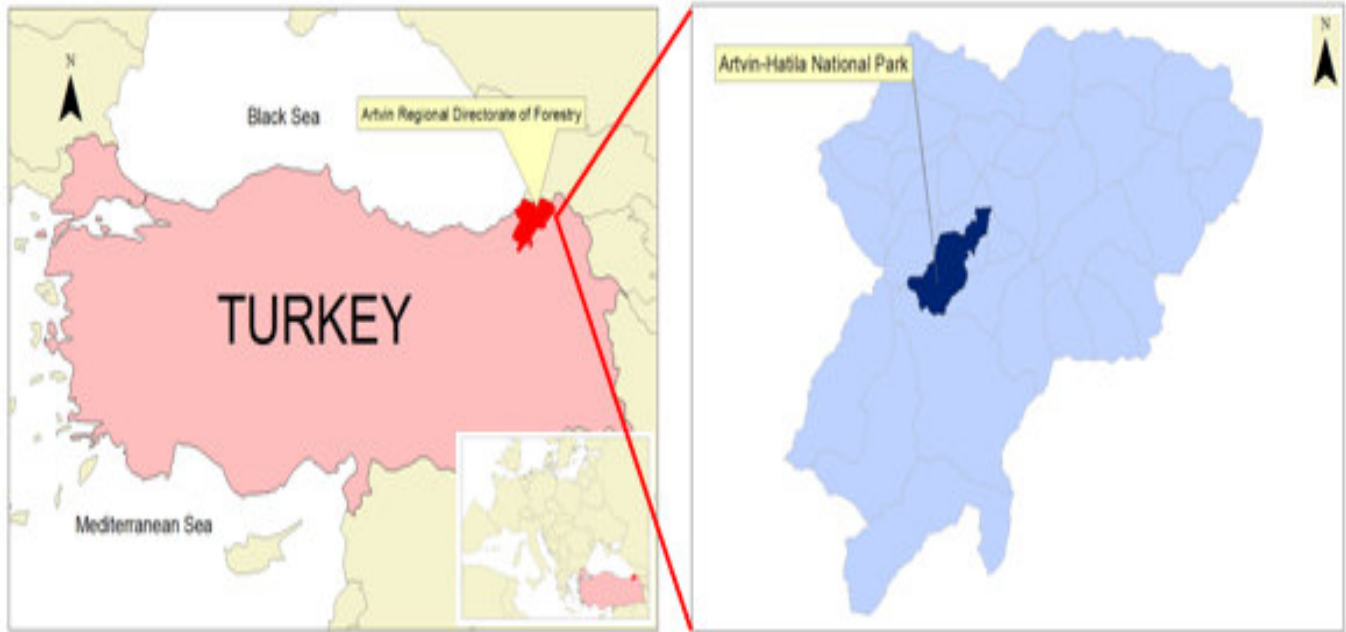 N
Black Sea
Artvin Regional Directorate of Forestry
TURKEY
Mediterranean Sea
Artvin-Hatila National Park
N